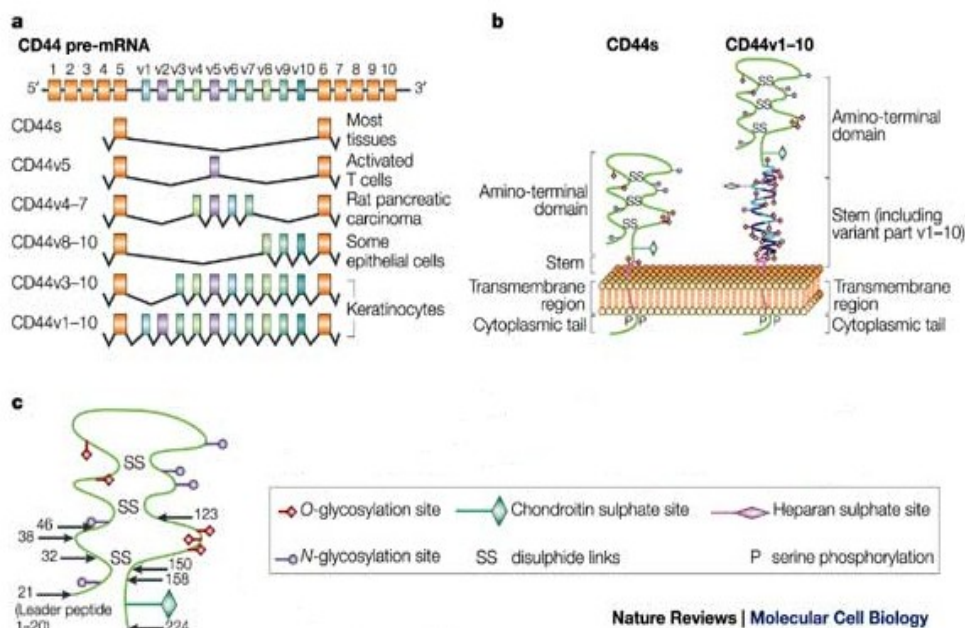 a
CD44 pre-mRNA
1 2 3 4 5 v1 v2 v3 v4 v5 v6 v7 v8 v9 v10 6 7 8 9 10
5′ 3′
CD44s
Most
tissues
CD44v5
Activated
T cells
CD44v4–7
Rat pancreatic
carcinoma
CD44v8–10
Some
epithelial cells
CD44v3–10
Keratinocytes
CD44v1–10
b
CD44s
CD44v1–10
SS
SS
SS
Amino-terminal
domain
SS
SS
SS
Amino-terminal
domain
Stem
Stem (including
variant part v1–10)
Transmembrane
region
Transmembrane
region
Cytoplasmic tail
P P
P P
Cytoplasmic tail
c
SS
SS
SS
46
38
32
21
(Leader peptide
1–20)
123
150
158
224
O-glycosylation site
Chondroitin sulphate site
Heparan sulphate site
N-glycosylation site
SS disulphide links
P serine phosphorylation
Nature Reviews | Molecular Cell Biology